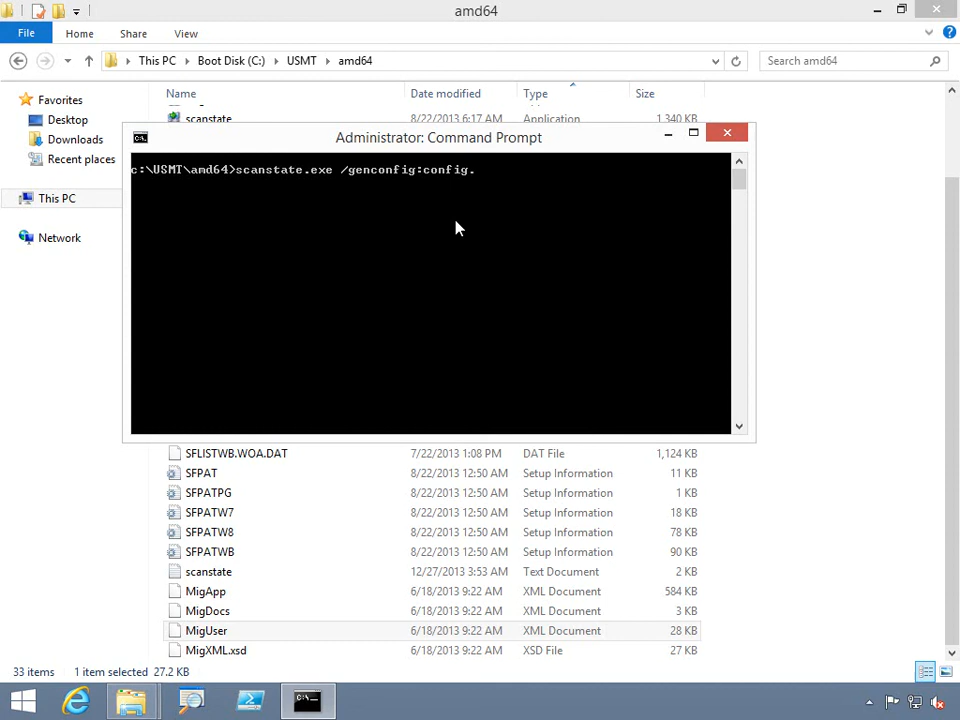 amd64
File
Home
Share
View
This PC
Boot Disk (C:)
USMT
amd64
Search amd64
Name
Date modified
Type
Size
Favorites
Desktop
Downloads
Recent places
This PC
Network
scanstate 8/22/2013 6:17 AM Application 1,340 KB
Administrator: Command Prompt
c:\USMT\amd64>scanstate.exe /genconfig:config.
SFLISTWB.WOA.DAT 7/22/2013 1:08 PM DAT File 1,124 KB
SFPAT 8/22/2013 12:50 AM Setup Information 11 KB
SFPATPG 8/22/2013 12:50 AM Setup Information 1 KB
SFPATW7 8/22/2013 12:50 AM Setup Information 18 KB
SFPATW8 8/22/2013 12:50 AM Setup Information 78 KB
SFPATWB 8/22/2013 12:50 AM Setup Information 90 KB
scanstate 12/27/2013 3:53 AM Text Document 2 KB
MigApp 6/18/2013 9:22 AM XML Document 584 KB
MigDocs 6/18/2013 9:22 AM XML Document 3 KB
MigUser 6/18/2013 9:22 AM XML Document 28 KB
MigXML.xsd 6/18/2013 9:22 AM XSD File 27 KB
33 items 1 item selected 27.2 KB